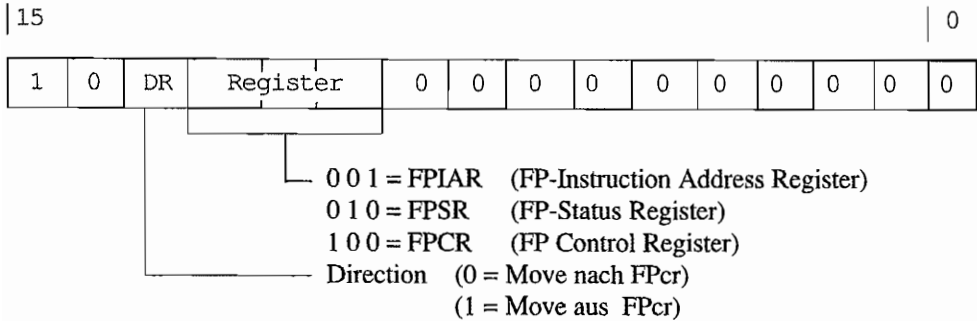 15 0
1 0 DR Register 0 0 0 0 0 0 0 0 0 0
0 0 1 = FPIAR (FP-Instruction Address Register)
0 1 0 = FPSR (FP-Status Register)
1 0 0 = FPCR (FP Control Register)
Direction (0 = Move nach FPcr)
(1 = Move aus FPcr)